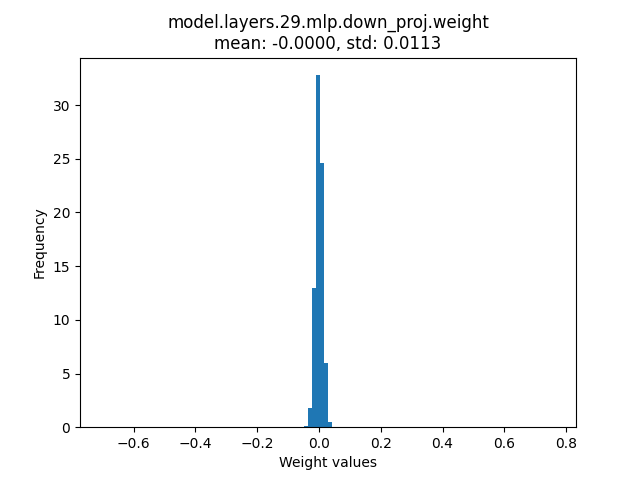 model.layers.29.mlp.down_proj.weight
mean: -0.0000, std: 0.0113
30
25
20
15
10
5
0
Frequency
−0.6 −0.4 −0.2 0.0 0.2 0.4 0.6 0.8
Weight values